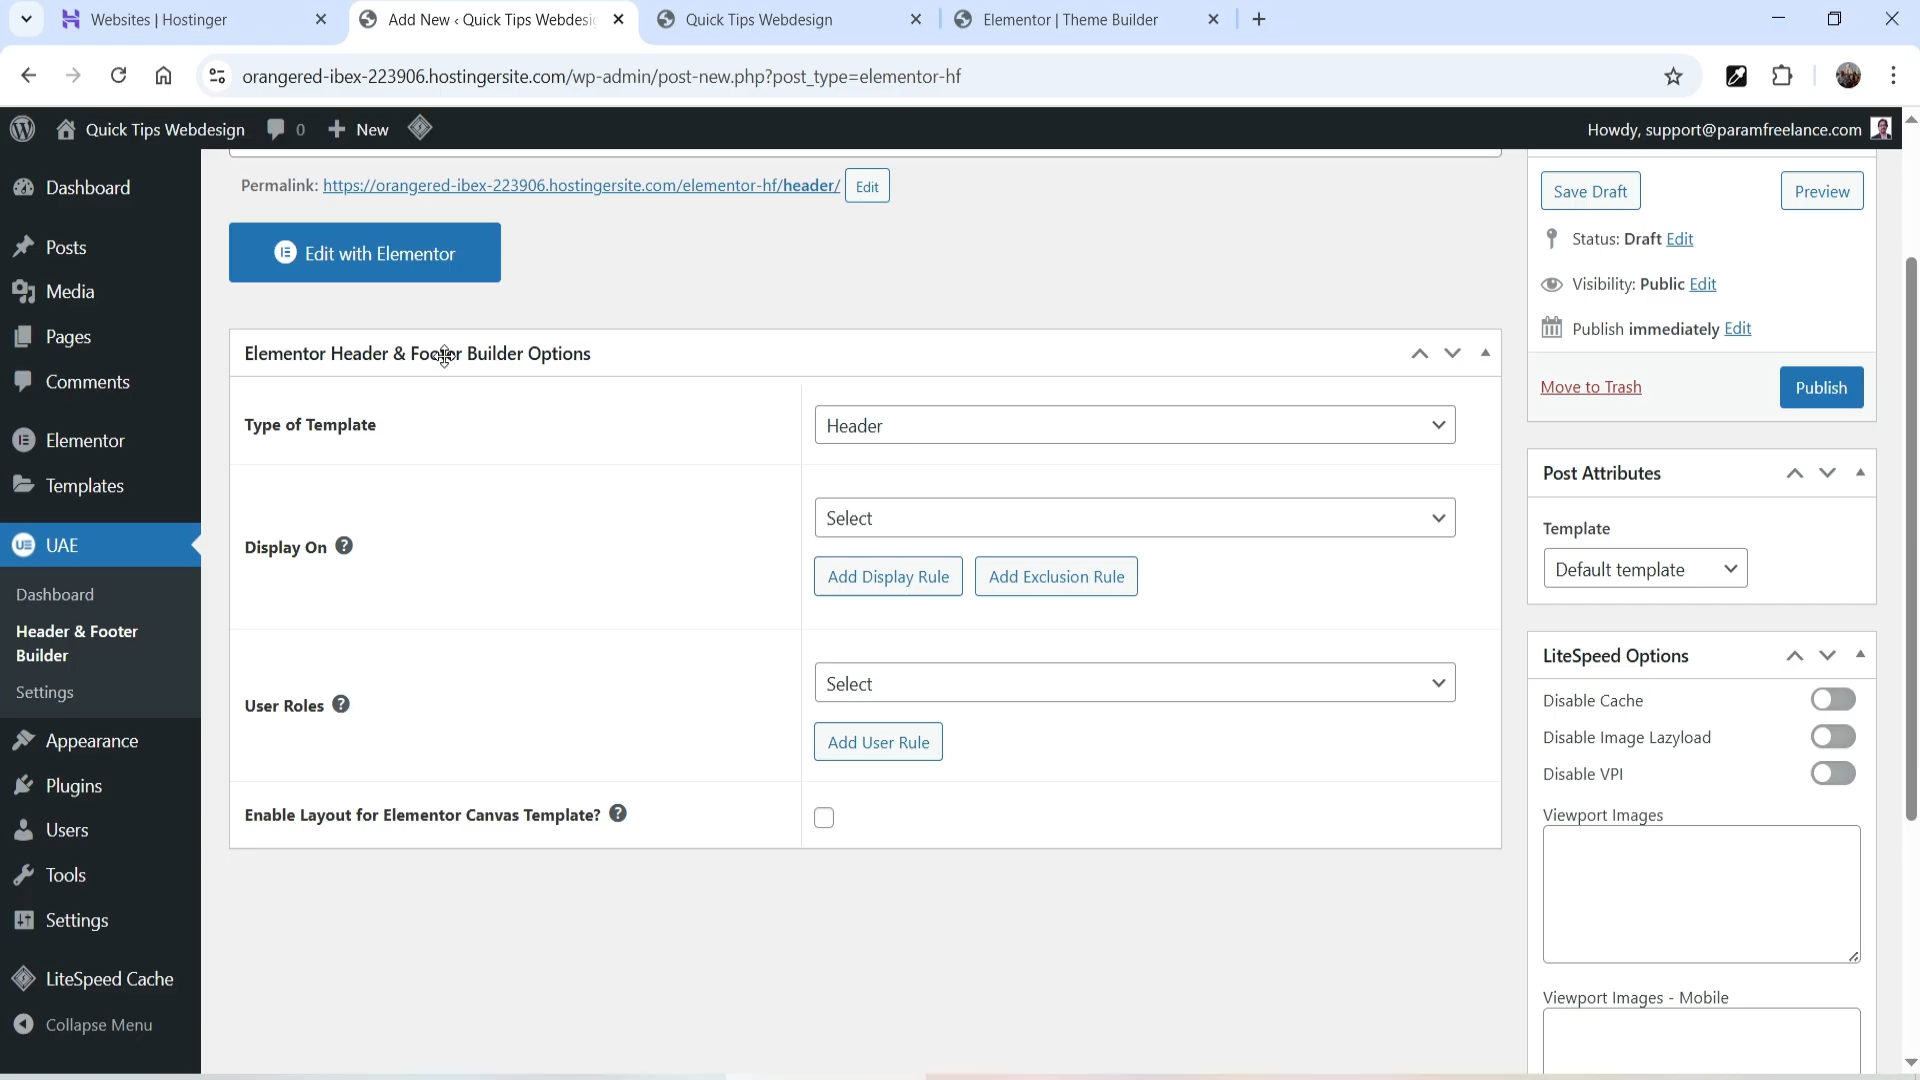 Websites | Hostinger
Add New ‹ Quick Tips Webdesi
Quick Tips Webdesign
Elementor | Theme Builder
orangered-ibex-223906.hostingersite.com/wp-admin/post-new.php?post_type=elementor-hf
Quick Tips Webdesign
0
New
Howdy, support@paramfreelance.com
Dashboard
Posts
Media
Pages
Comments
Elementor
Templates
UAE
Dashboard
Header & Footer
Builder
Settings
Appearance
Plugins
Users
Tools
Settings
LiteSpeed Cache
Collapse Menu
Permalink: https://orangered-ibex-223906.hostingersite.com/elementor-hf/header/ Edit
Edit with Elementor
Elementor Header & Footer Builder Options
Type of Template
Header
Display On
Select
Add Display Rule
Add Exclusion Rule
User Roles
Select
Add User Rule
Enable Layout for Elementor Canvas Template?
Save Draft
Preview
Status: Draft Edit
Visibility: Public Edit
Publish immediately Edit
Move to Trash
Publish
Post Attributes
Template
Default template
LiteSpeed Options
Disable Cache
Disable Image Lazyload
Disable VPI
Viewport Images
Viewport Images - Mobile